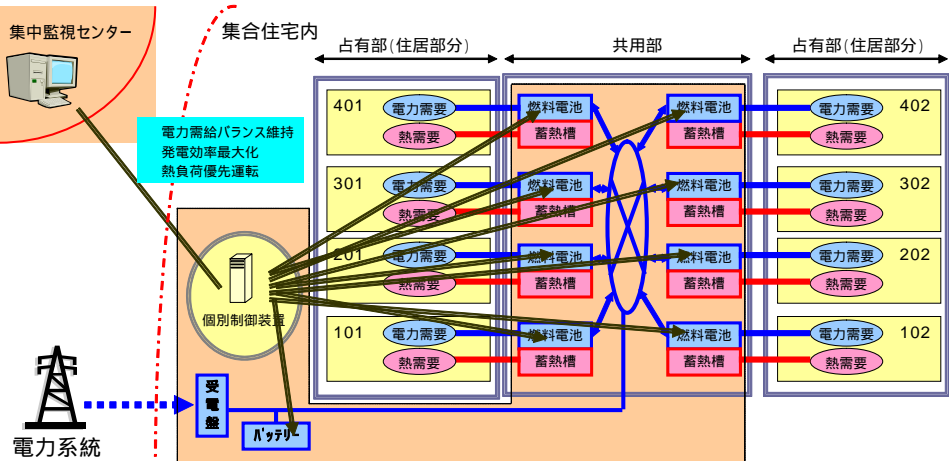 集中監視センター
集合住宅内
占有部(住居部分)
共用部
占有部(住居部分)
電力需給バランス維持
発電効率最大化
熱負荷優先運転
401
電力需要
熱需要
燃料電池
蓄熱槽
燃料電池
蓄熱槽
電力需要
熱需要
402
301
電力需要
熱需要
燃料電池
蓄熱槽
燃料電池
蓄熱槽
電力需要
熱需要
302
201
電力需要
熱需要
燃料電池
蓄熱槽
燃料電池
蓄熱槽
電力需要
熱需要
202
101
電力需要
熱需要
燃料電池
蓄熱槽
燃料電池
蓄熱槽
電力需要
熱需要
102
個別制御装置
受電盤
バッテリー
電力系統